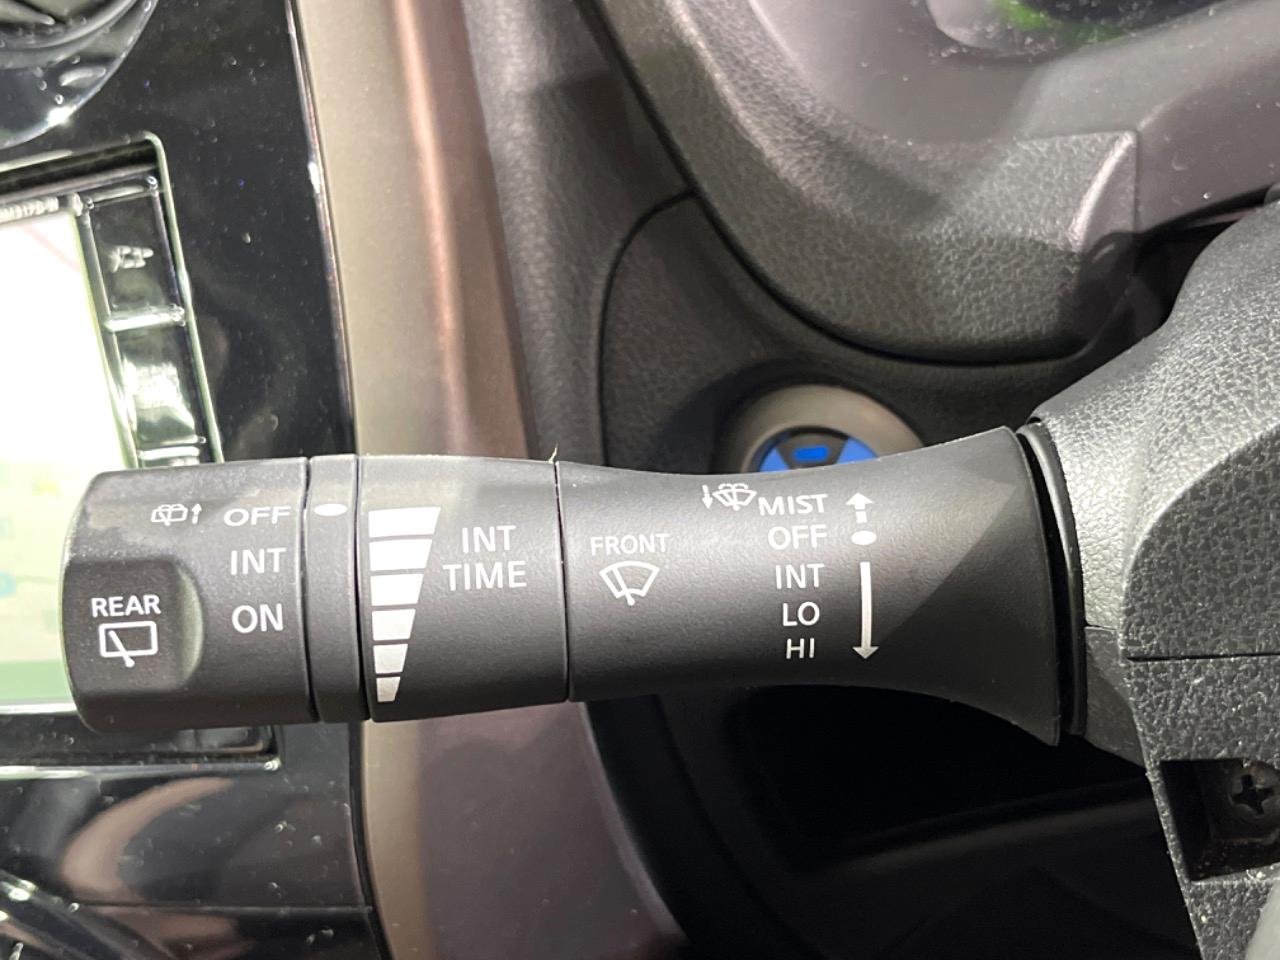 OFF
INT
ON
REAR
INT
TIME
FRONT
MIST
OFF
INT
LO
HI